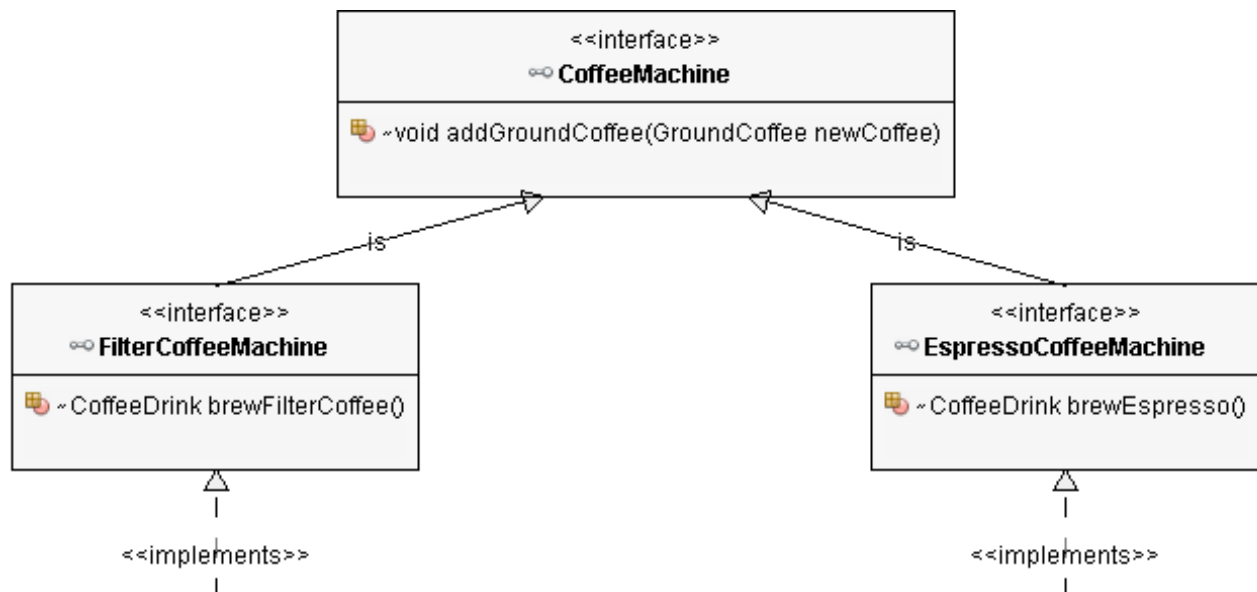 <<interface>>
CoffeeMachine
~void addGroundCoffee(GroundCoffee newCoffee)
is
is
<<interface>>
FilterCoffeeMachine
~CoffeeDrink brewFilterCoffee()
<<interface>>
EspressoCoffeeMachine
~CoffeeDrink brewEspresso()
<<implements>>
<<implements>>